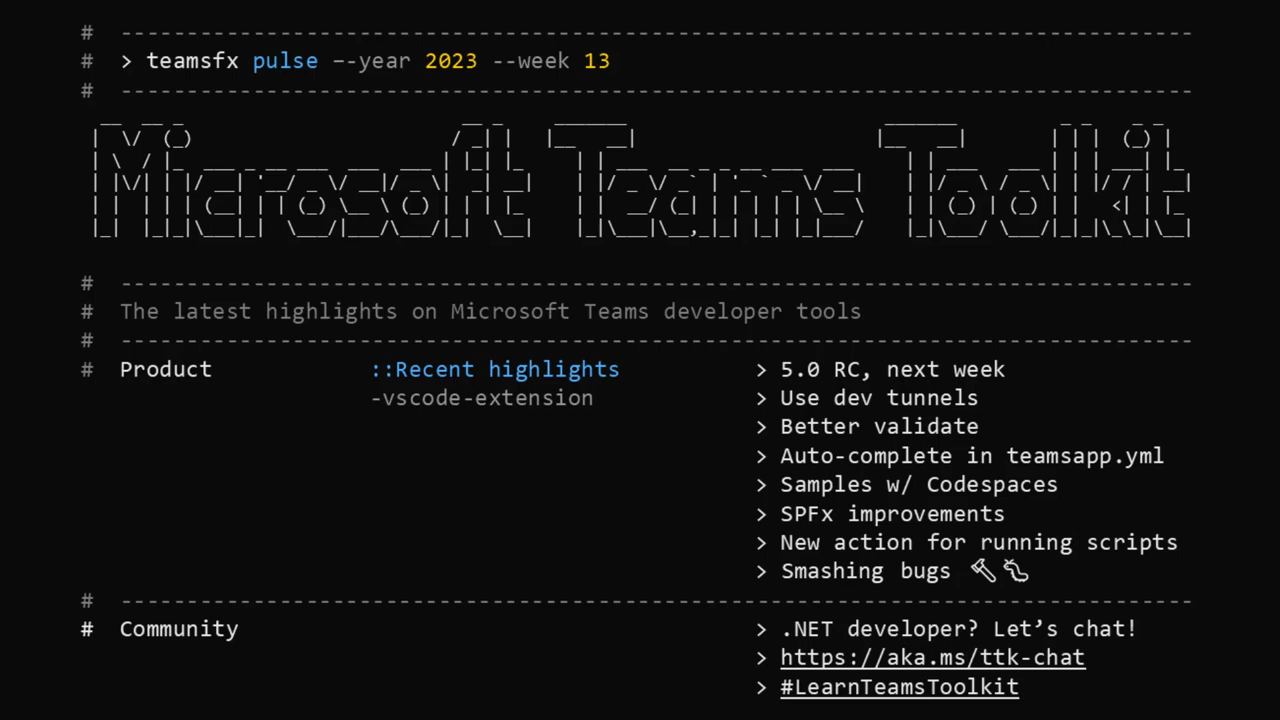 # ---------------------------------------------------------------------------------
# > teamsfx pulse --year 2023 --week 13
# ---------------------------------------------------------------------------------
Microsoft Teams Toolkit
# ---------------------------------------------------------------------------------
# The latest highlights on Microsoft Teams developer tools
# ---------------------------------------------------------------------------------
# Product ::Recent highlights > 5.0 RC, next week
-vscode-extension > Use dev tunnels
> Better validate
> Auto-complete in teamsapp.yml
> Samples w/ Codespaces
> SPFx improvements
> New action for running scripts
> Smashing bugs 🔨🐛
# ---------------------------------------------------------------------------------
# Community > .NET developer? Let’s chat!
> https://aka.ms/ttk-chat
> #LearnTeamsToolkit